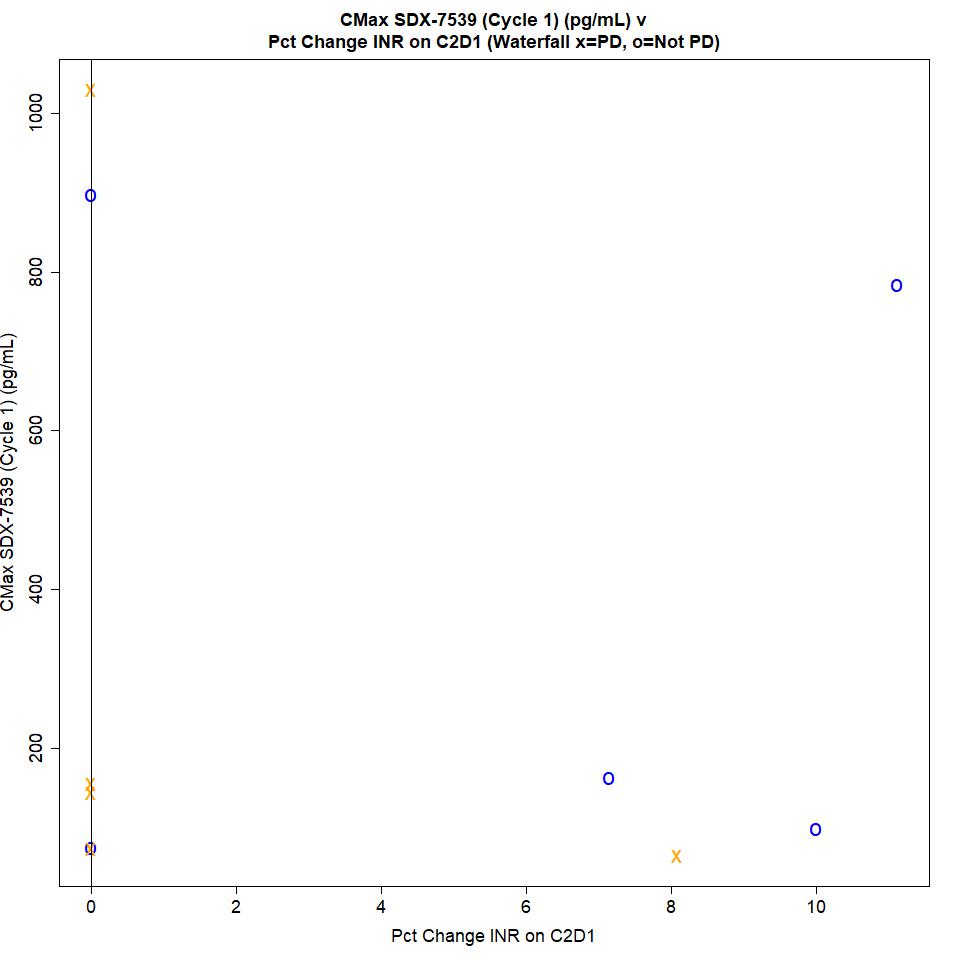 CMax SDX-7539 (Cycle 1) (pg/mL) v
Pct Change INR on C2D1 (Waterfall x=PD, o=Not PD)
CMax SDX-7539 (Cycle 1) (pg/mL)
1000
800
600
400
200
X
O
O
X
X
O
X
O
O
X
0
2
4
6
8
10
Pct Change INR on C2D1